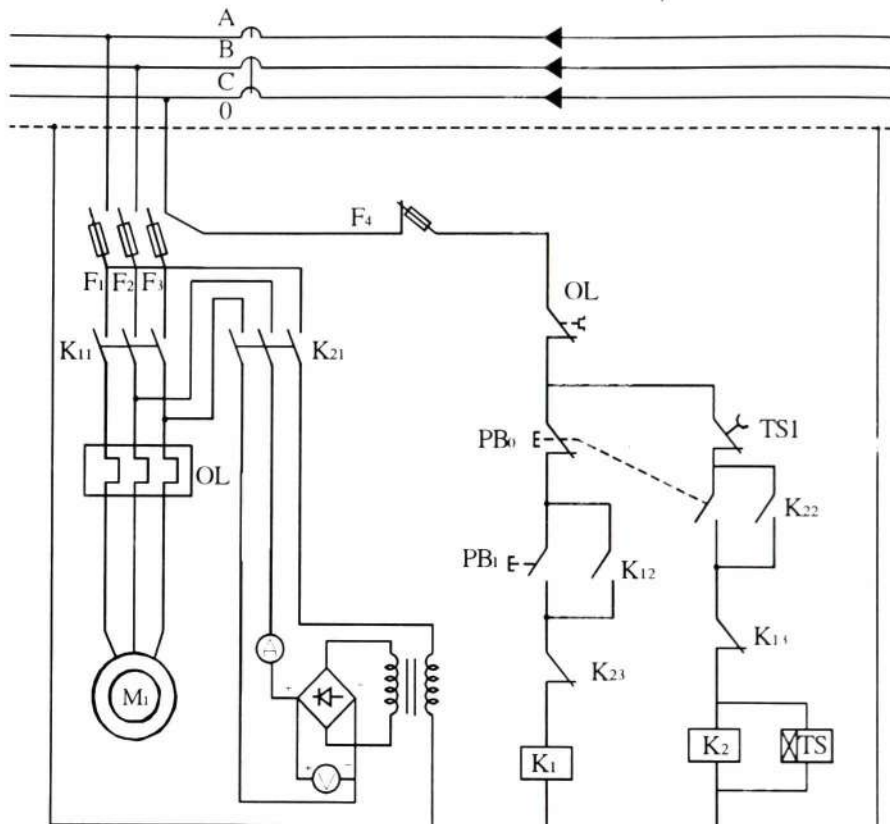 A
B
C
0
F4
F1 F2 F3
OL
K11
K21
TS1
PB0
OL
K22
PB1
K12
K13
K23
A
M1
+ -
V
+ -
K1
K2
TS